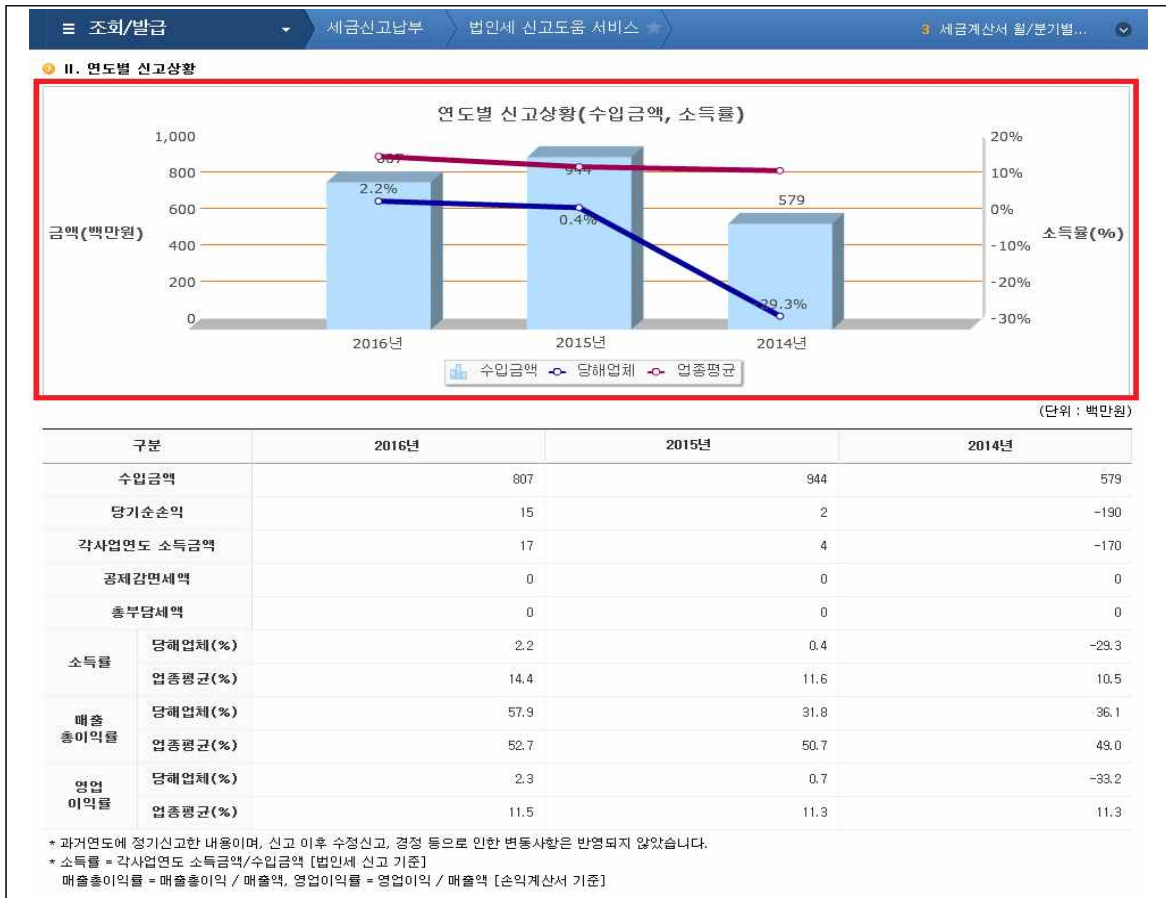 ≡ 조회/발급 세금신고납부 법인세 신고도움 서비스 ★ 3 세금계산서 월/분기별...
II. 연도별 신고상황
연도별 신고상황(수입금액, 소득률)
1,000 20%
800 10%
600 0%
400 -10%
200 -20%
0 -30%
금액(백만원) 소득율(%)
944
579
2.2%
0.4%
29.3%
2016년 2015년 2014년
수입금액 당해업체 업종평균
(단위 : 백만원)
구분 2016년 2015년 2014년
수입금액 807 944 579
당기순손익 15 2 -190
각사업연도 소득금액 17 4 -170
공제감면세액 0 0 0
총부담세액 0 0 0
소득률 당해업체(%) 2.2 0.4 -29.3
업종평균(%) 14.4 11.6 10.5
매출
총이익률
당해업체(%) 57.9 31.8 36.1
업종평균(%) 52.7 50.7 49.0
영업
이익률
당해업체(%) 2.3 0.7 -33.2
업종평균(%) 11.5 11.3 11.3
* 과거연도에 정기신고한 내용이며, 신고 이후 수정신고, 경정 등으로 인한 변동사항은 반영되지 않았습니다.
* 소득률 = 각사업연도 소득금액/수입금액 [법인세 신고 기준]
매출총이익률 = 매출총이익 / 매출액, 영업이익률 = 영업이익 / 매출액 [손익계산서 기준]